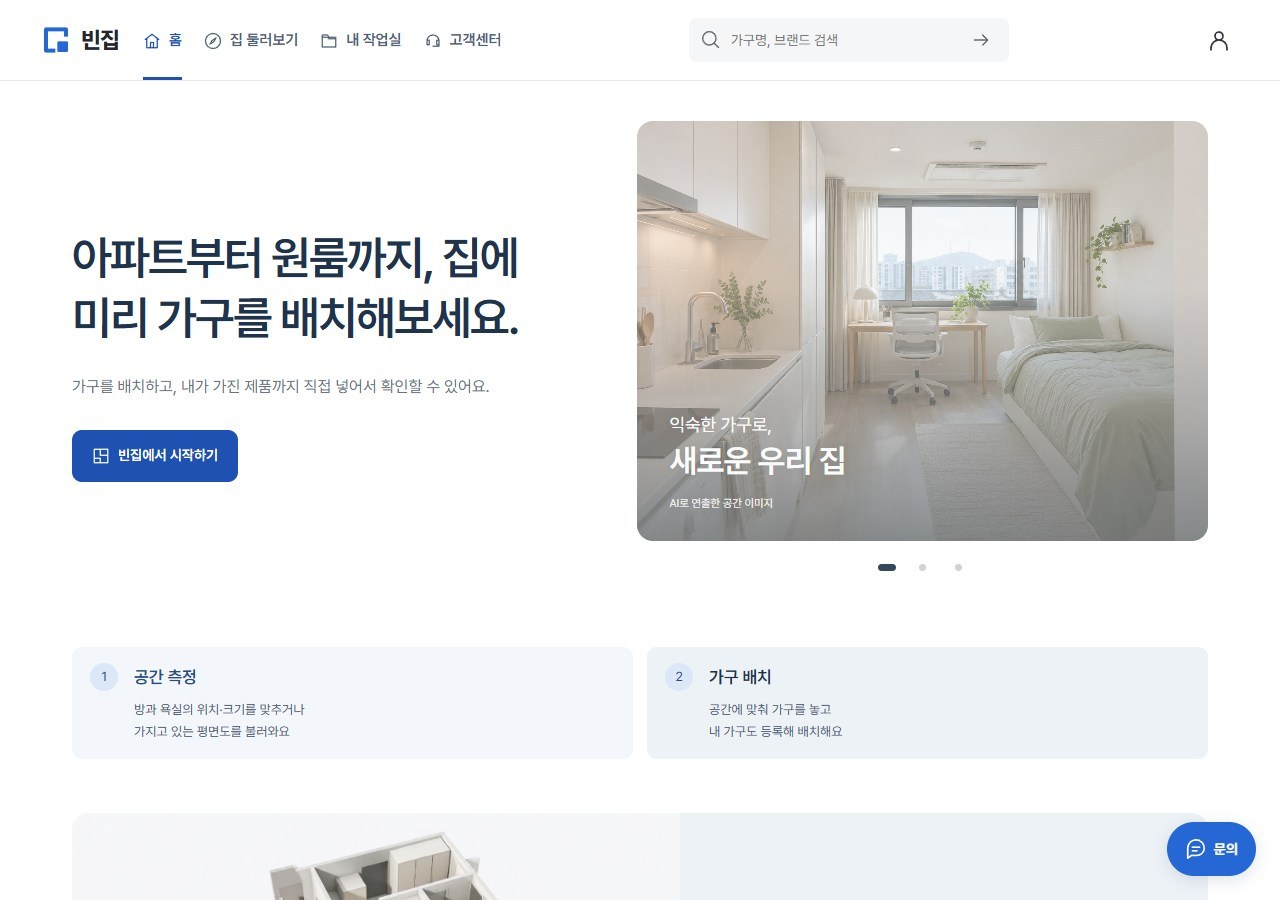 빈집
홈
집 둘러보기
내 작업실
고객센터
가구명, 브랜드 검색
아파트부터 원룸까지, 집에
미리 가구를 배치해보세요.
가구를 배치하고, 내가 가진 제품까지 직접 넣어서 확인할 수 있어요.
빈집에서 시작하기
익숙한 가구로,
새로운 우리 집
AI로 연출한 공간 이미지
1
공간 측정
방과 욕실의 위치·크기를 맞추거나
가지고 있는 평면도를 불러와요
2
가구 배치
공간에 맞춰 가구를 놓고
내 가구도 등록해 배치해요
문의